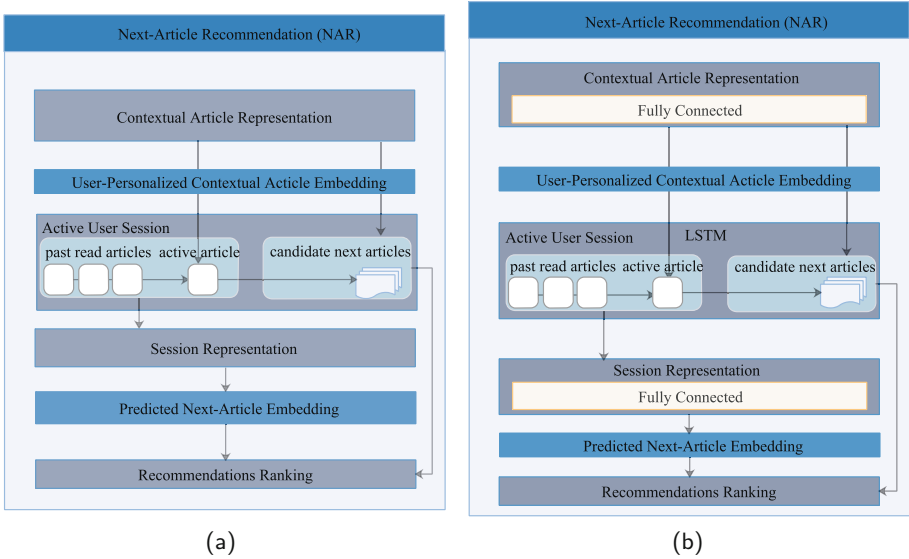 Next-Article Recommendation (NAR)
Contextual Article Representation
User-Personalized Contextual Acticle Embedding
Active User Session
past read articles active article candidate next articles
Session Representation
Predicted Next-Article Embedding
Recommendations Ranking
(a)
Next-Article Recommendation (NAR)
Contextual Article Representation
Fully Connected
User-Personalized Contextual Acticle Embedding
Active User Session LSTM
past read articles active article candidate next articles
Session Representation
Fully Connected
Predicted Next-Article Embedding
Recommendations Ranking
(b)